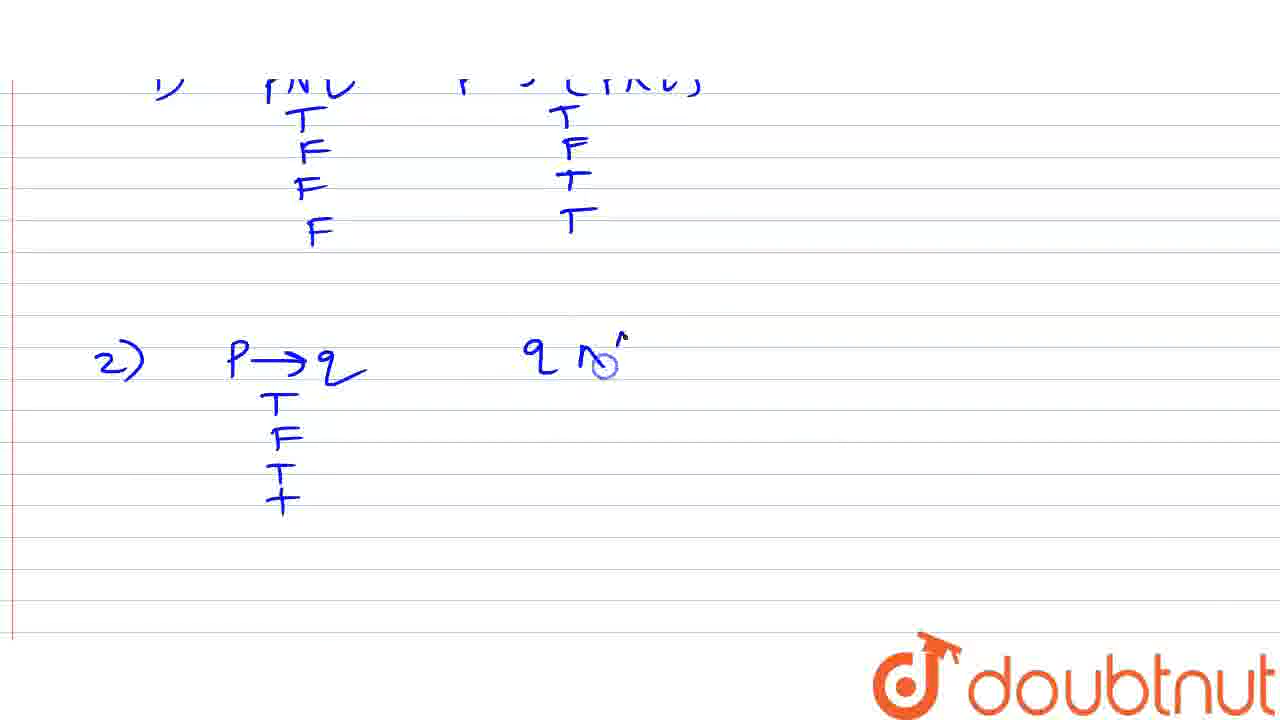 T T
F F
F T
F T
2) P → q q ∧
T
F
T
T
doubtnut